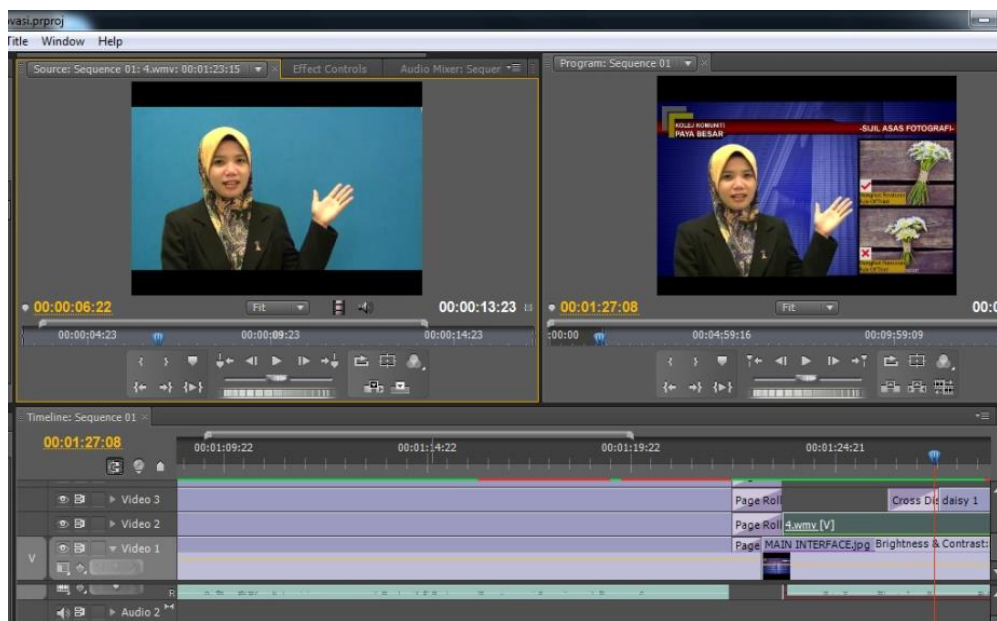 ovasi.prproj
Title Window Help
Source: Sequence 01: 4.wmv: 00:01:23:15
Effect Controls
Audio Mixer: Sequer
Program: Sequence 01
KOLEJ KOMUNITI
PAYA BESAR
-SIJIL ASAS FOTOGRAFI-
00:00:06:22
Fit
00:00:13:23
00:01:27:08
Fit
00:00:04:23
00:00:09:23
00:00:14:23
:00:00
00:04:59:16
00:09:59:09
Timeline: Sequence 01
00:01:27:08
00:01:09:22
00:01:14:22
00:01:19:22
00:01:24:21
Video 3
Page Roll
Cross Dis
daisy 1
Video 2
Page Roll
4.wmv [V]
V
Video 1
Page
MAIN INTERFACE.jpg
Brightness & Contrast:
R
Audio 2